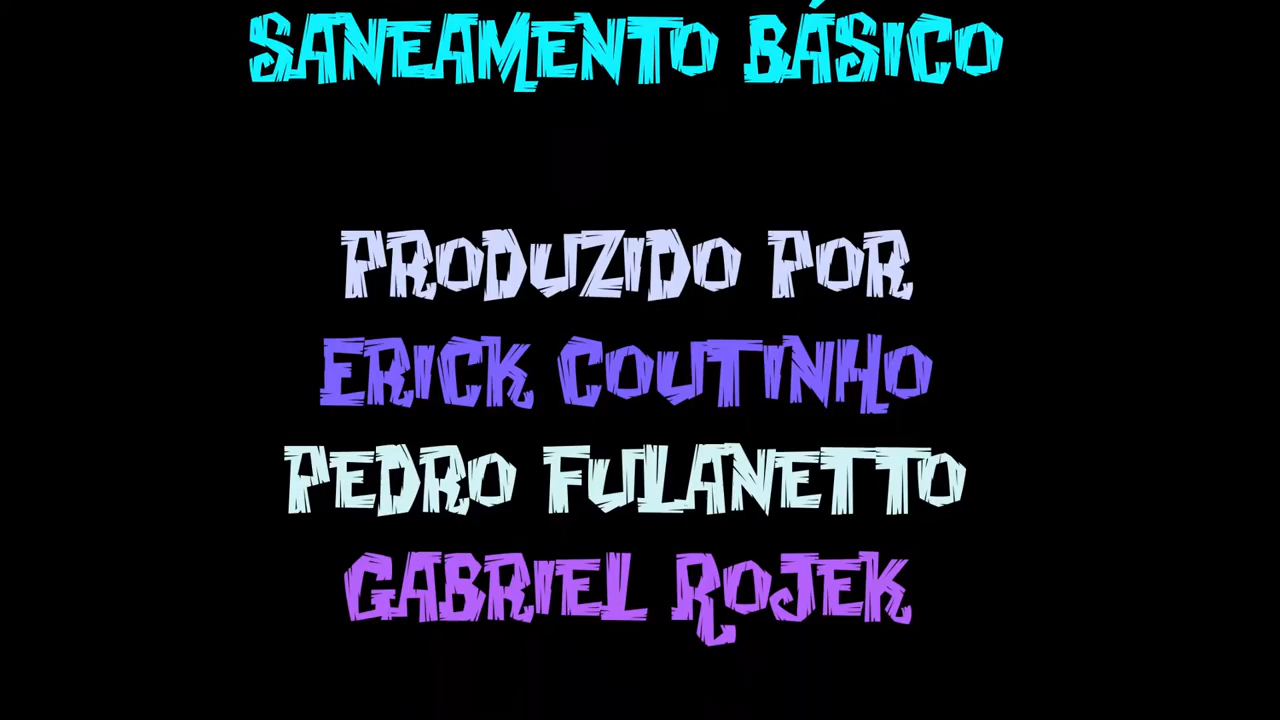 SANEAMENTO BÁSICO
PRODUZIDO POR
ERICK COUTINHO
PEDRO FULANETTO
GABRIEL ROJEK